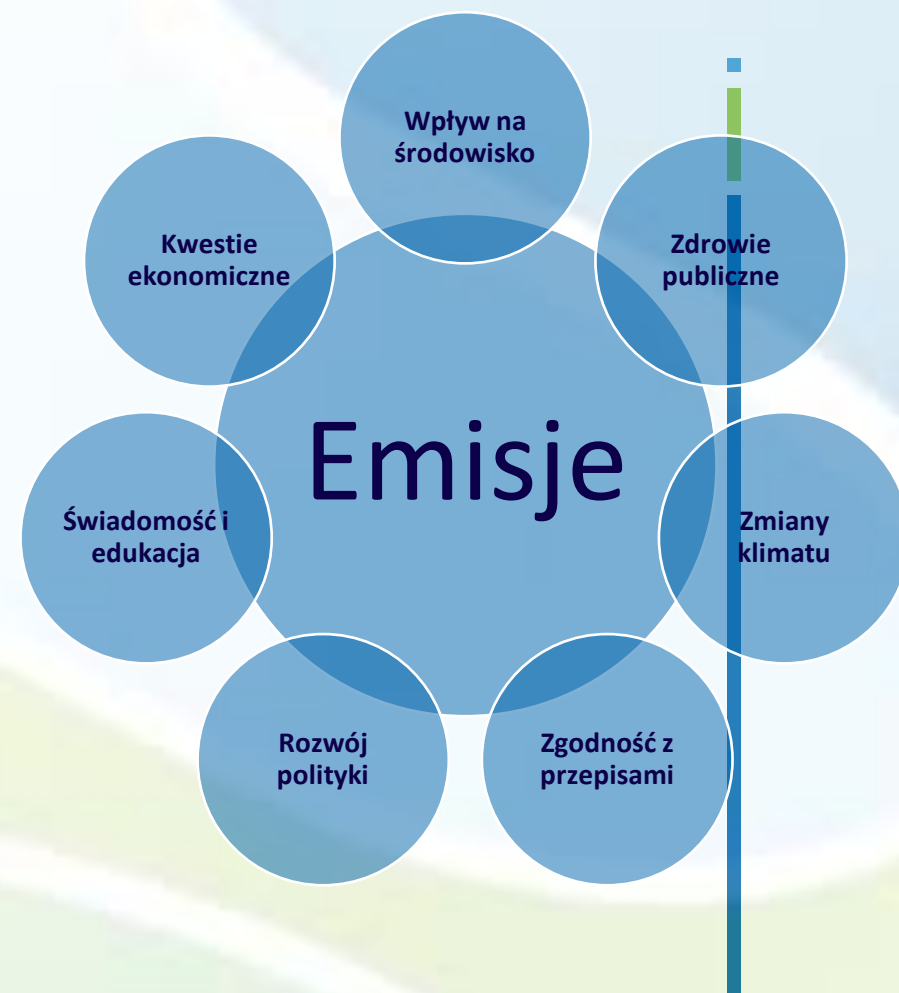 Wpływ na
środowisko
Zdrowie
publiczne
Zmiany
klimatu
Zgodność z
przepisami
Rozwój
polityki
Świadomość i
edukacja
Kwestie
ekonomiczne
Emisje